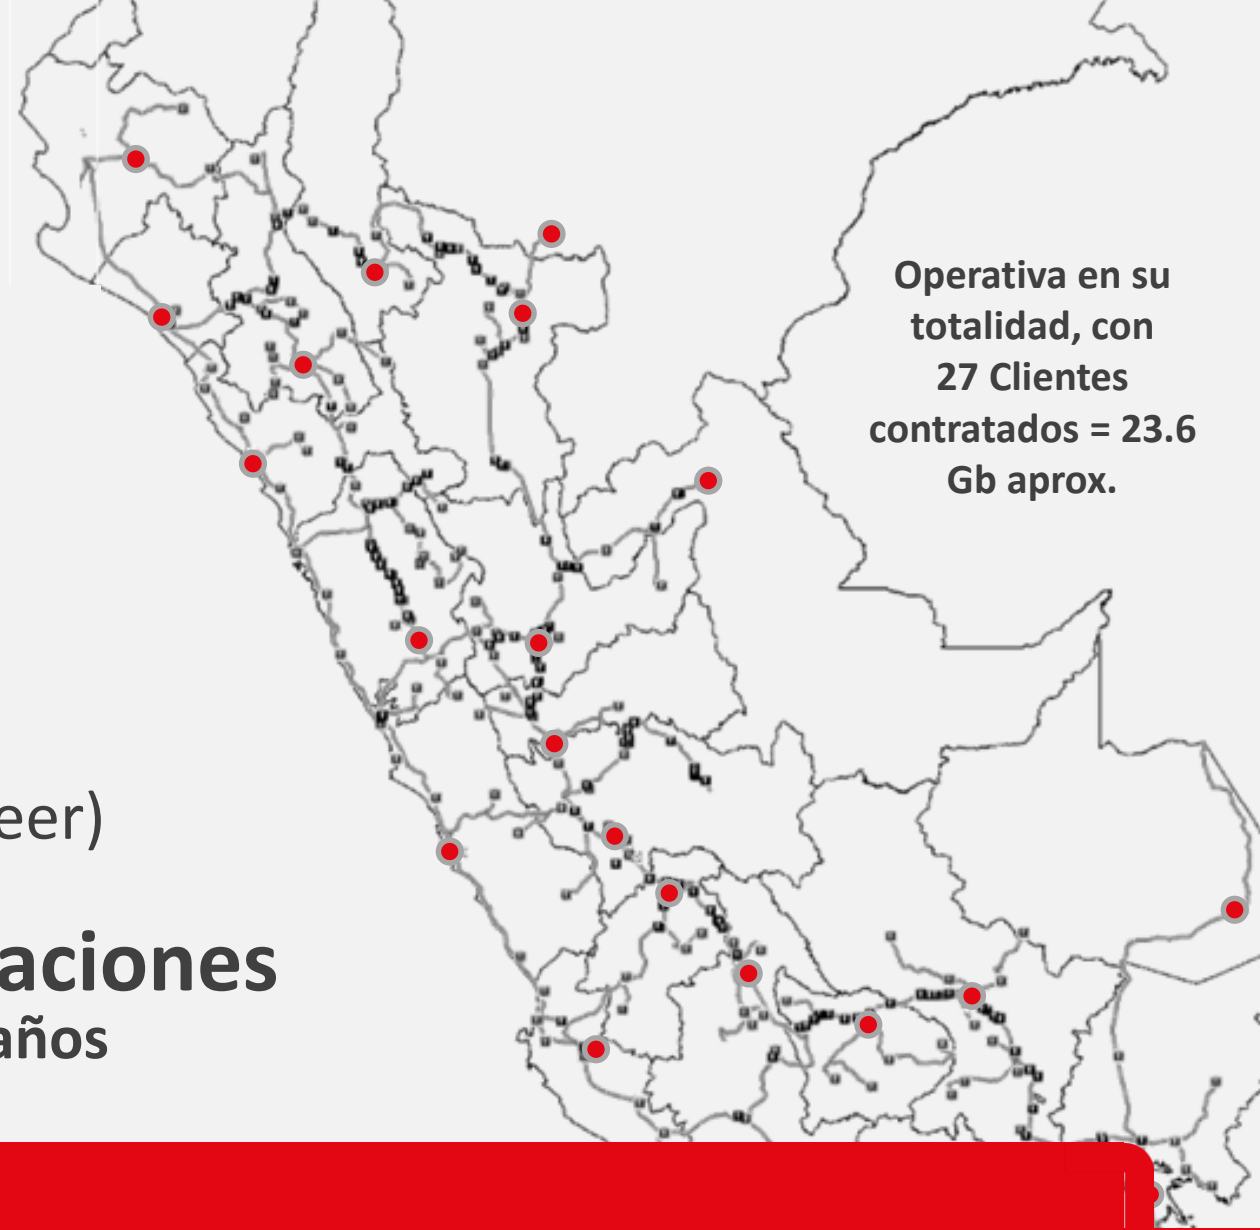 Operativa en su
totalidad, con
27 Clientes
contratados = 23.6
Gb aprox.
eer)
aciones
años